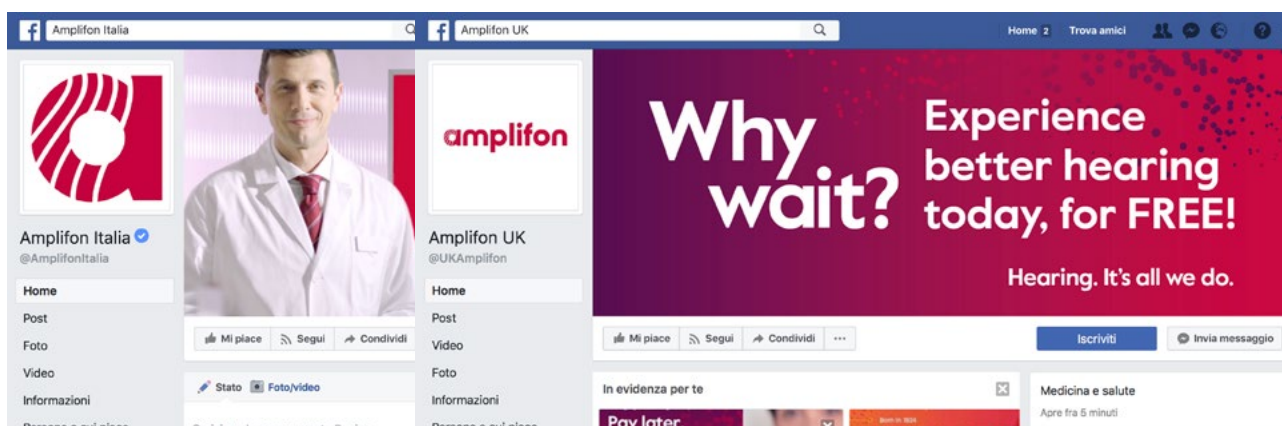 Amplifon Italia
Amplifon Italia
@AmplifonItalia
Home
Post
Foto
Video
Informazioni
Mi piace
Segui
Condividi
Stato
Foto/video
Amplifon UK
Home 2
Trova amici
amplifon
Amplifon UK
@UKAmplifon
Home
Post
Video
Foto
Informazioni
Why
wait?
Experience
better hearing
today, for FREE!
Hearing. It's all we do.
Mi piace
Segui
Condividi
Iscriviti
Invia messaggio
In evidenza per te
Pay later
Born in 1950
Medicina e salute
Apre fra 5 minuti